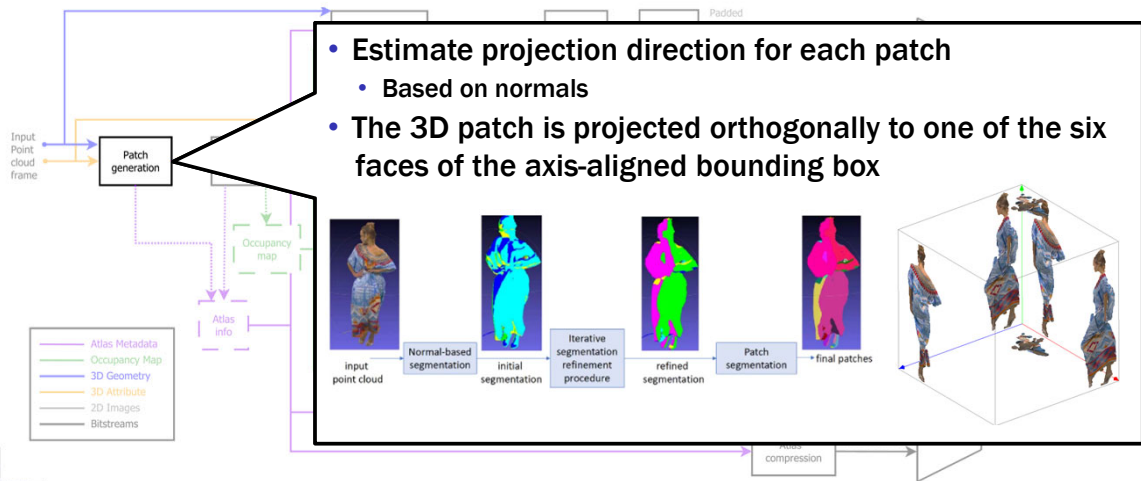 Padded
• Estimate projection direction for each patch
• Based on normals
• The 3D patch is projected orthogonally to one of the six
faces of the axis-aligned bounding box
Input
Point
cloud
frame
Patch
generation
Occupancy
map
Atlas
info
Atlas Metadata
Occupancy Map
3D Geometry
3D Attribute
2D Images
Bitstreams
input
point cloud
Normal-based
segmentation
initial
segmentation
Iterative
segmentation
refinement
procedure
refined
segmentation
Patch
segmentation
final patches
Atlas
compression